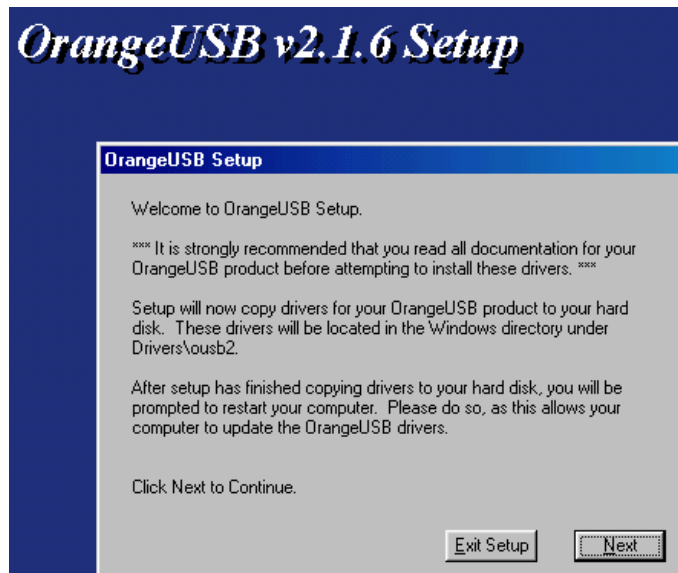 OrangeUSB v2.1.6 Setup
OrangeUSB Setup
Welcome to OrangeUSB Setup.
*** It is strongly recommended that you read all documentation for your
OrangeUSB product before attempting to install these drivers. ***
Setup will now copy drivers for your OrangeUSB product to your hard
disk.  These drivers will be located in the Windows directory under
Drivers\ousb2.
After setup has finished copying drivers to your hard disk, you will be
prompted to restart your computer.  Please do so, as this allows your
computer to update the OrangeUSB drivers.
Click Next to Continue.
Exit Setup
Next